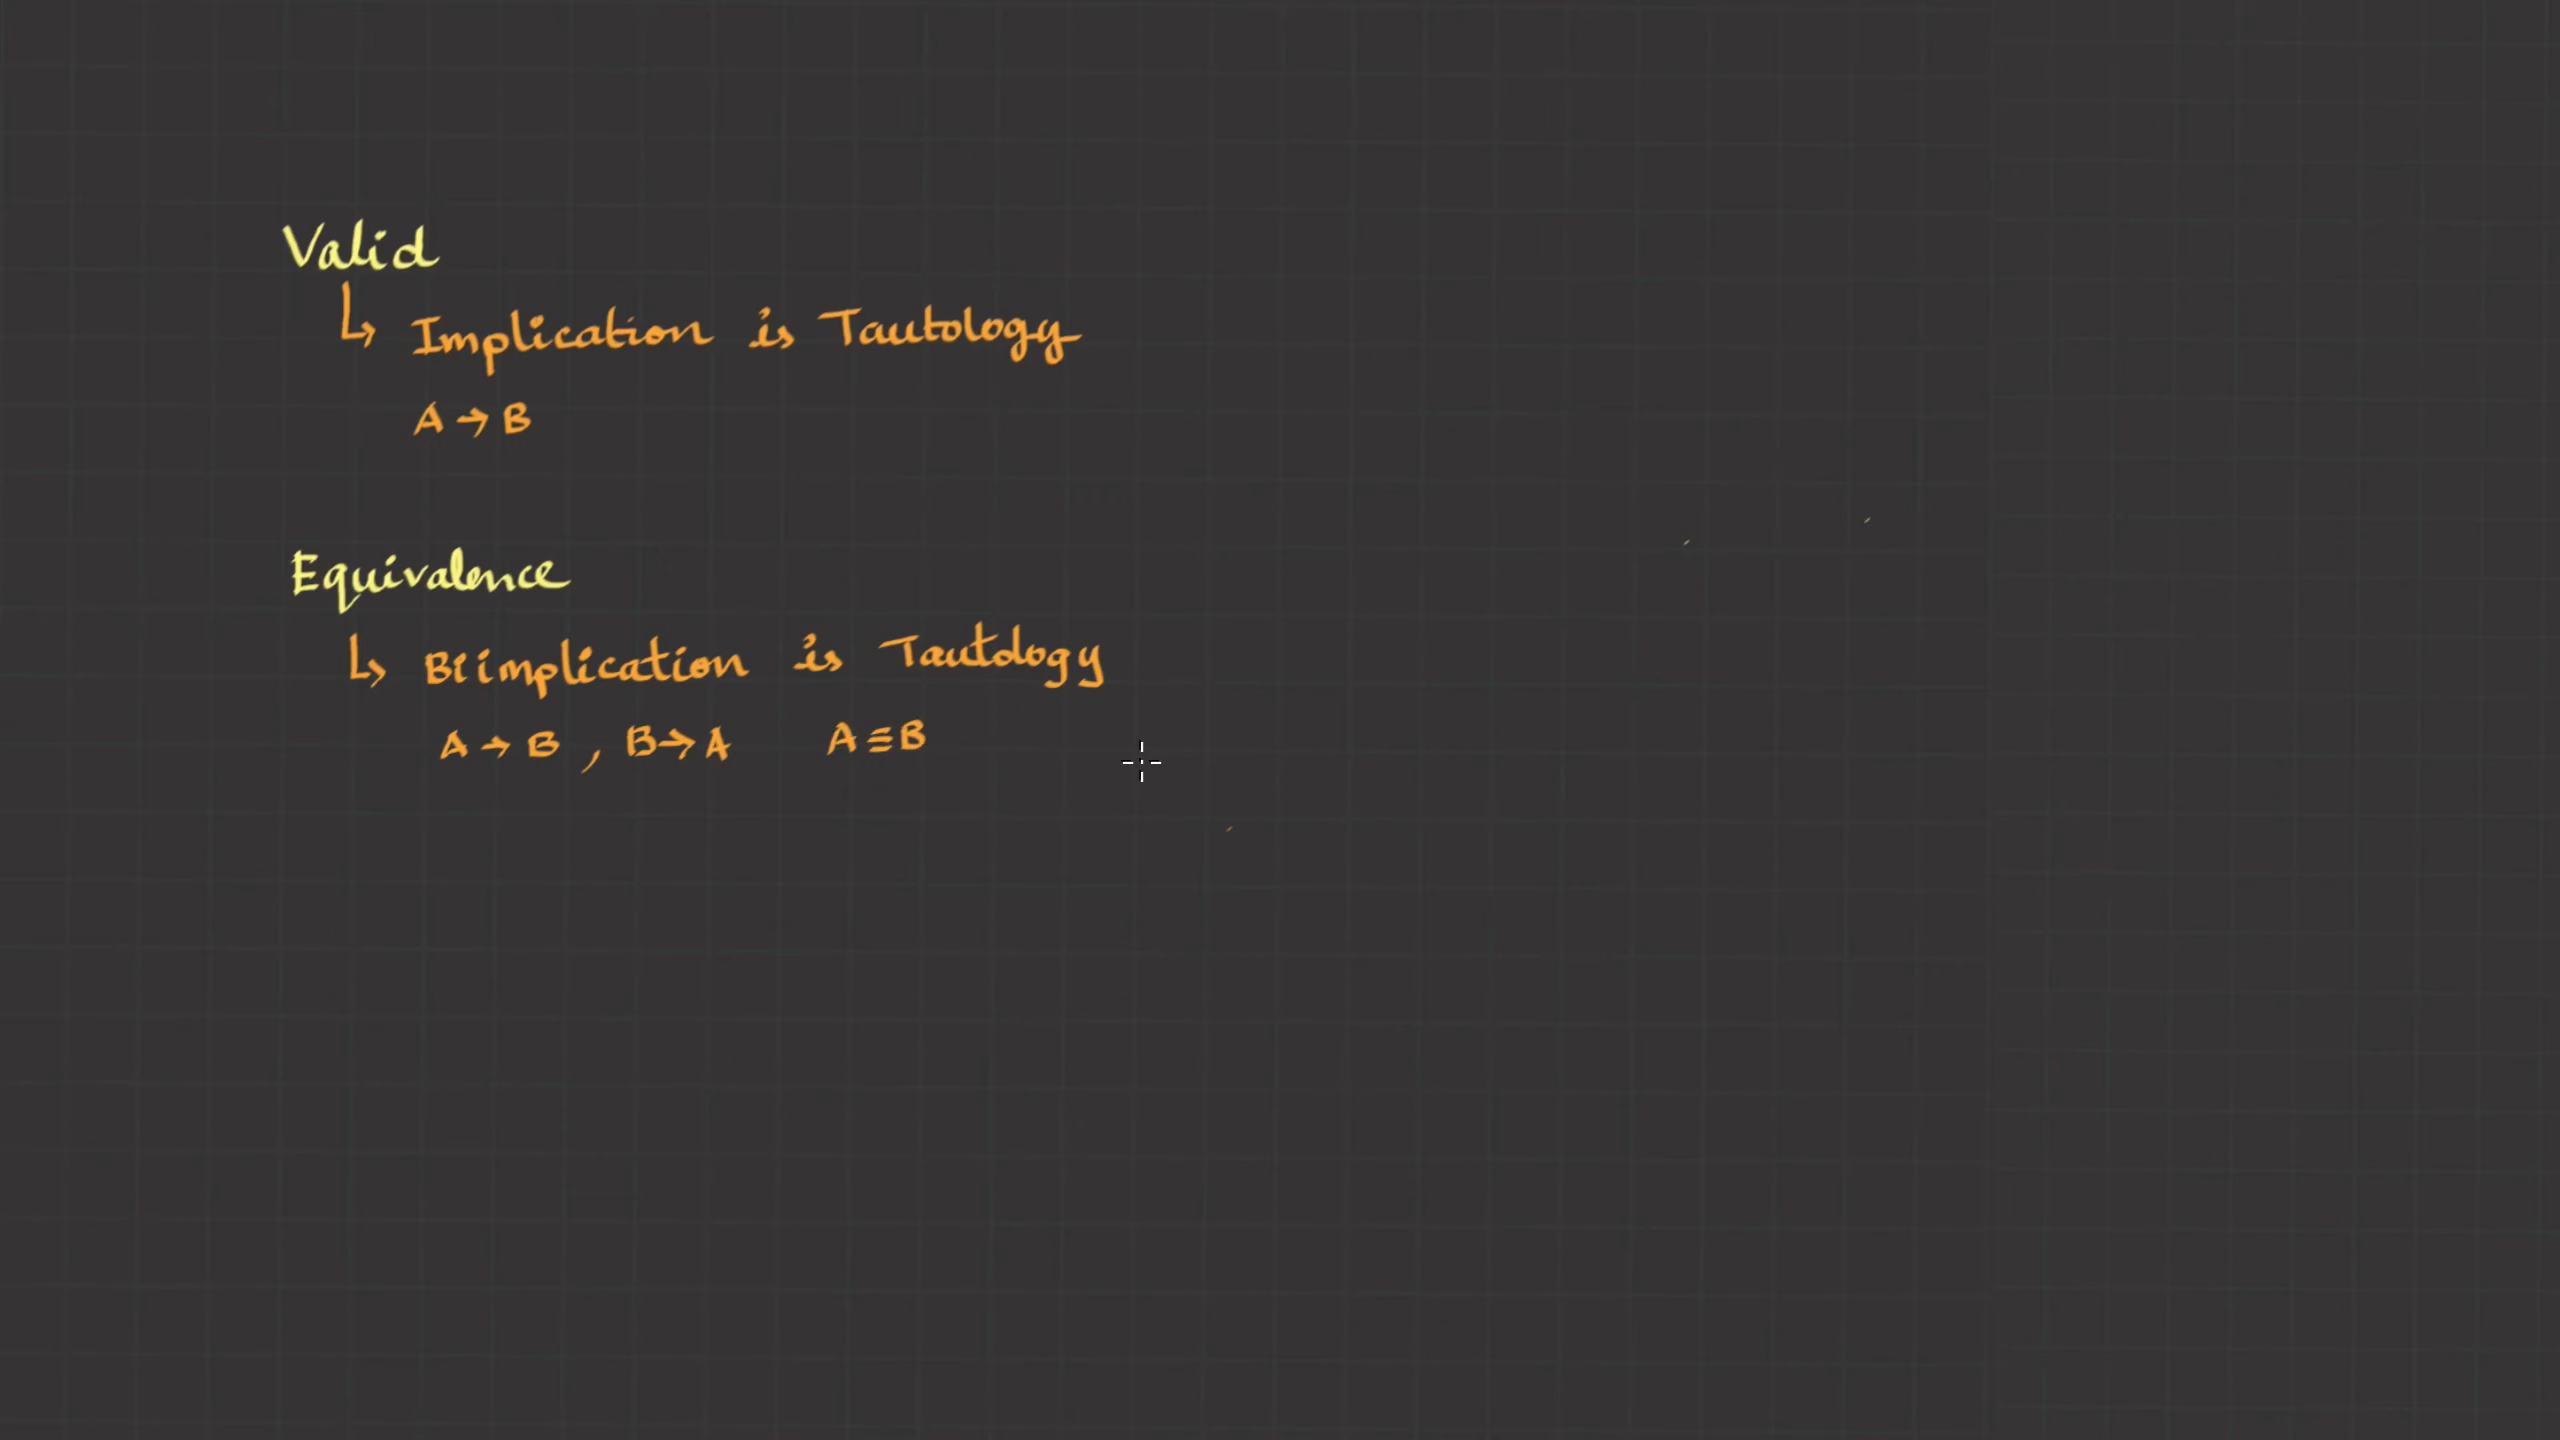 Valid
↳ Implication is Tautology
A → B
Equivalence
↳ Biimplication is Tautology
A → B , B → A A ≡ B